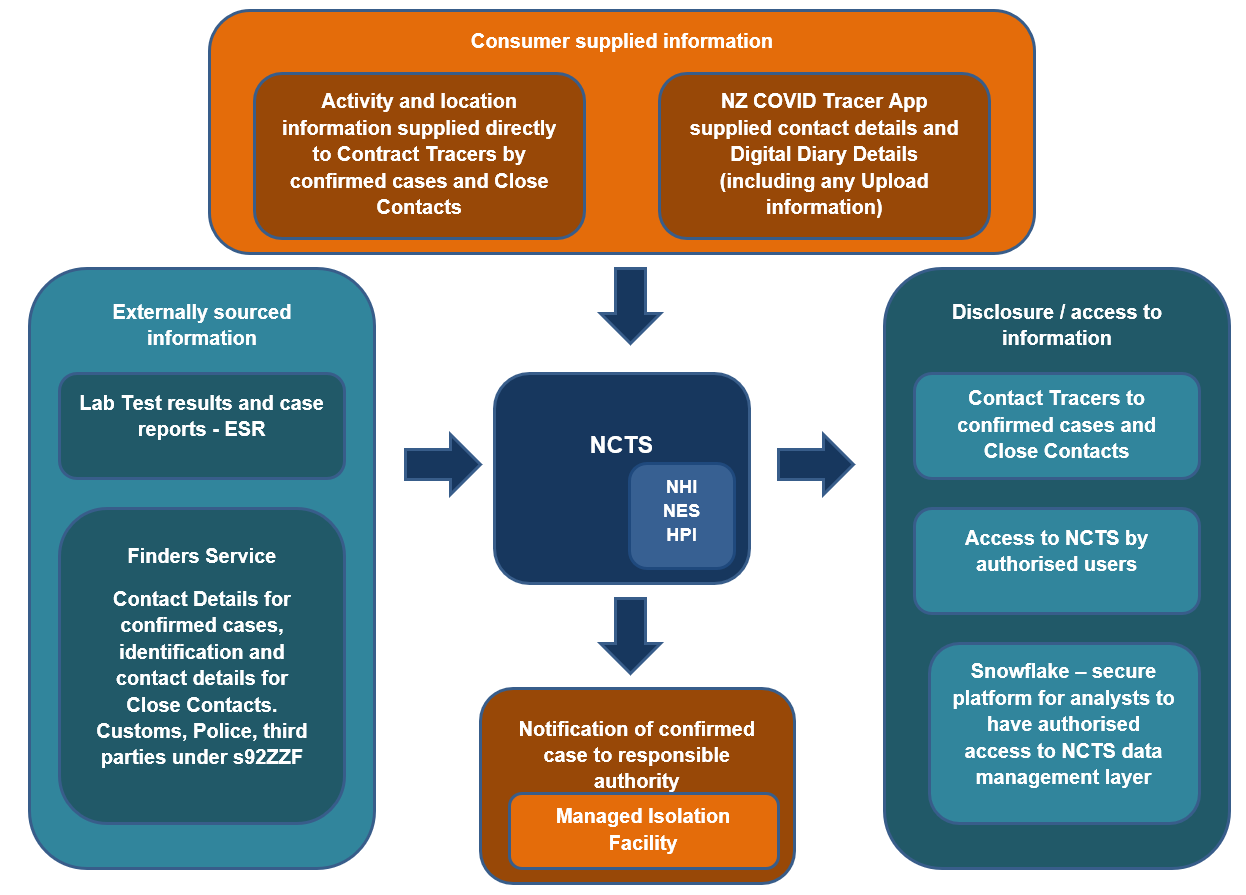 Consumer supplied information
Activity and location
information supplied directly
to Contract Tracers by
confirmed cases and Close
Contacts
NZ COVID Tracer App
supplied contact details and
Digital Diary Details
(including any Upload
information)
Externally sourced
information
Lab Test results and case
reports - ESR
Finders Service
Contact Details for
confirmed cases,
identification and
contact details for
Close Contacts.
Customs, Police, third
parties under s92ZZF
NCTS
NHI
NES
HPI
Notification of confirmed
case to responsible
authority
Managed Isolation
Facility
Disclosure / access to
information
Contact Tracers to
confirmed cases and
Close Contacts
Access to NCTS by
authorised users
Snowflake – secure
platform for analysts to
have authorised
access to NCTS data
management layer